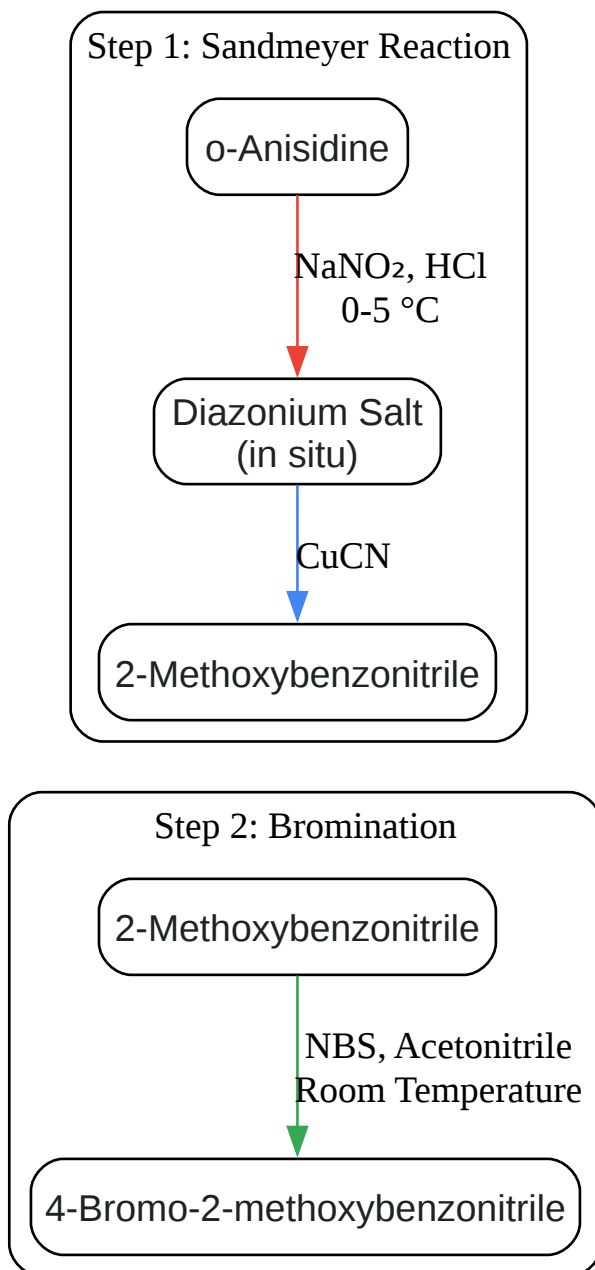 Step 1: Sandmeyer Reaction
o-Anisidine
NaNO₂, HCl
0-5 °C
Diazonium Salt
(in situ)
CuCN
2-Methoxybenzonitrile
Step 2: Bromination
2-Methoxybenzonitrile
NBS, Acetonitrile
Room Temperature
4-Bromo-2-methoxybenzonitrile